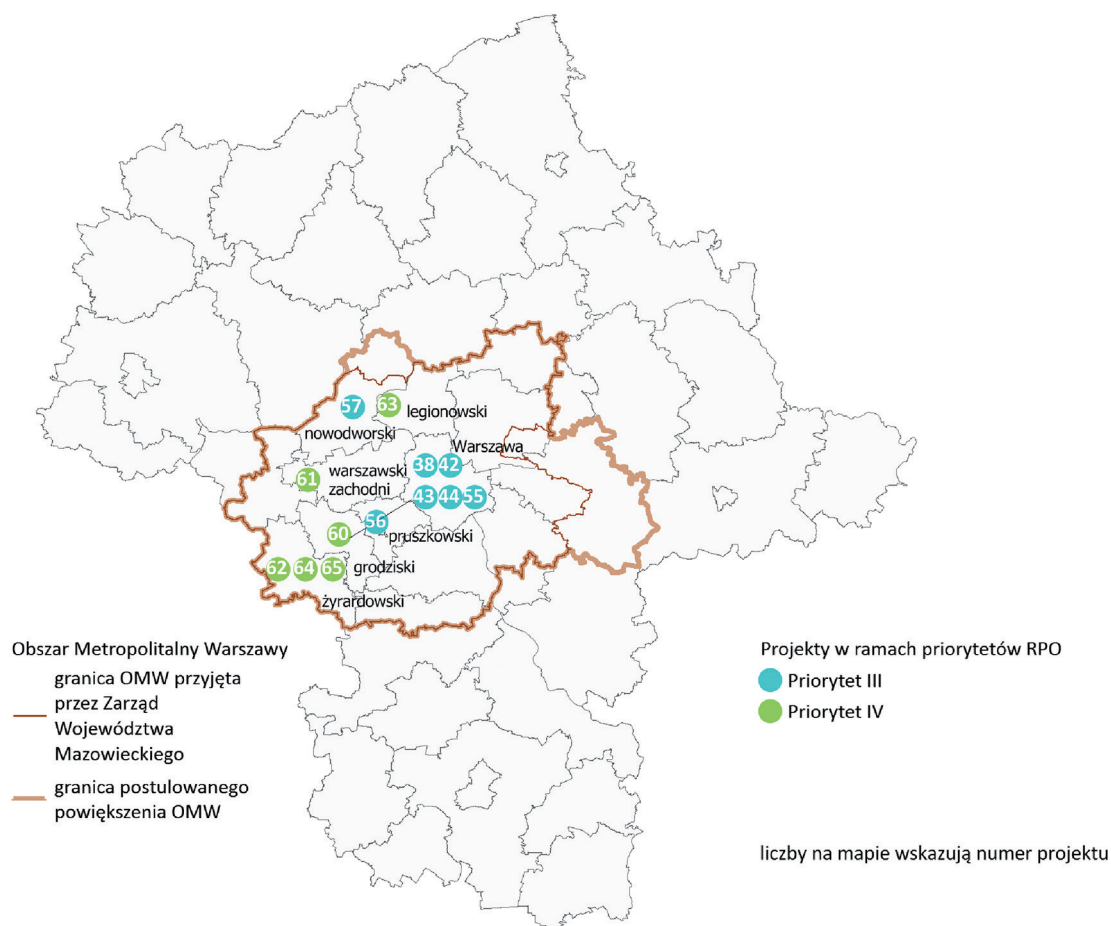 57
63
legionowski
nowodworski
Warszawa
38
42
61
warszawski
zachodni
43
44
55
56
60
pruszkowski
62
64
65
grodziski
żyrardowski
Obszar Metropolitalny Warszawy
granica OMW przyjęta
przez Zarząd
Województwa
Mazowieckiego
granica postulowanego
powiększenia OMW
Projekty w ramach priorytetów RPO
Priorytet III
Priorytet IV
liczby na mapie wskazują numer projektu